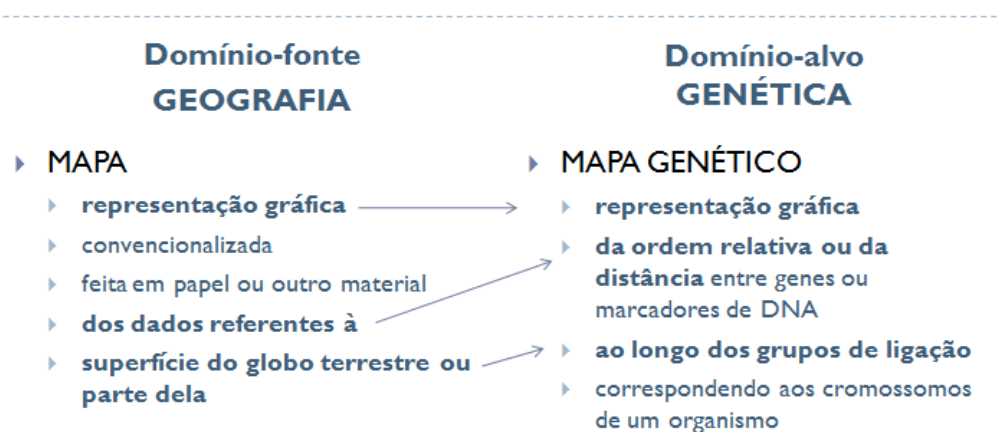 Domínio-fonte
GEOGRAFIA
MAPA
representação gráfica
convencionalizada
feita em papel ou outro material
dos dados referentes à
superfície do globo terrestre ou
parte dela
Domínio-alvo
GENÉTICA
MAPA GENÉTICO
representação gráfica
da ordem relativa ou da
distância entre genes ou
marcadores de DNA
ao longo dos grupos de ligação
correspondendo aos cromossomos
de um organismo